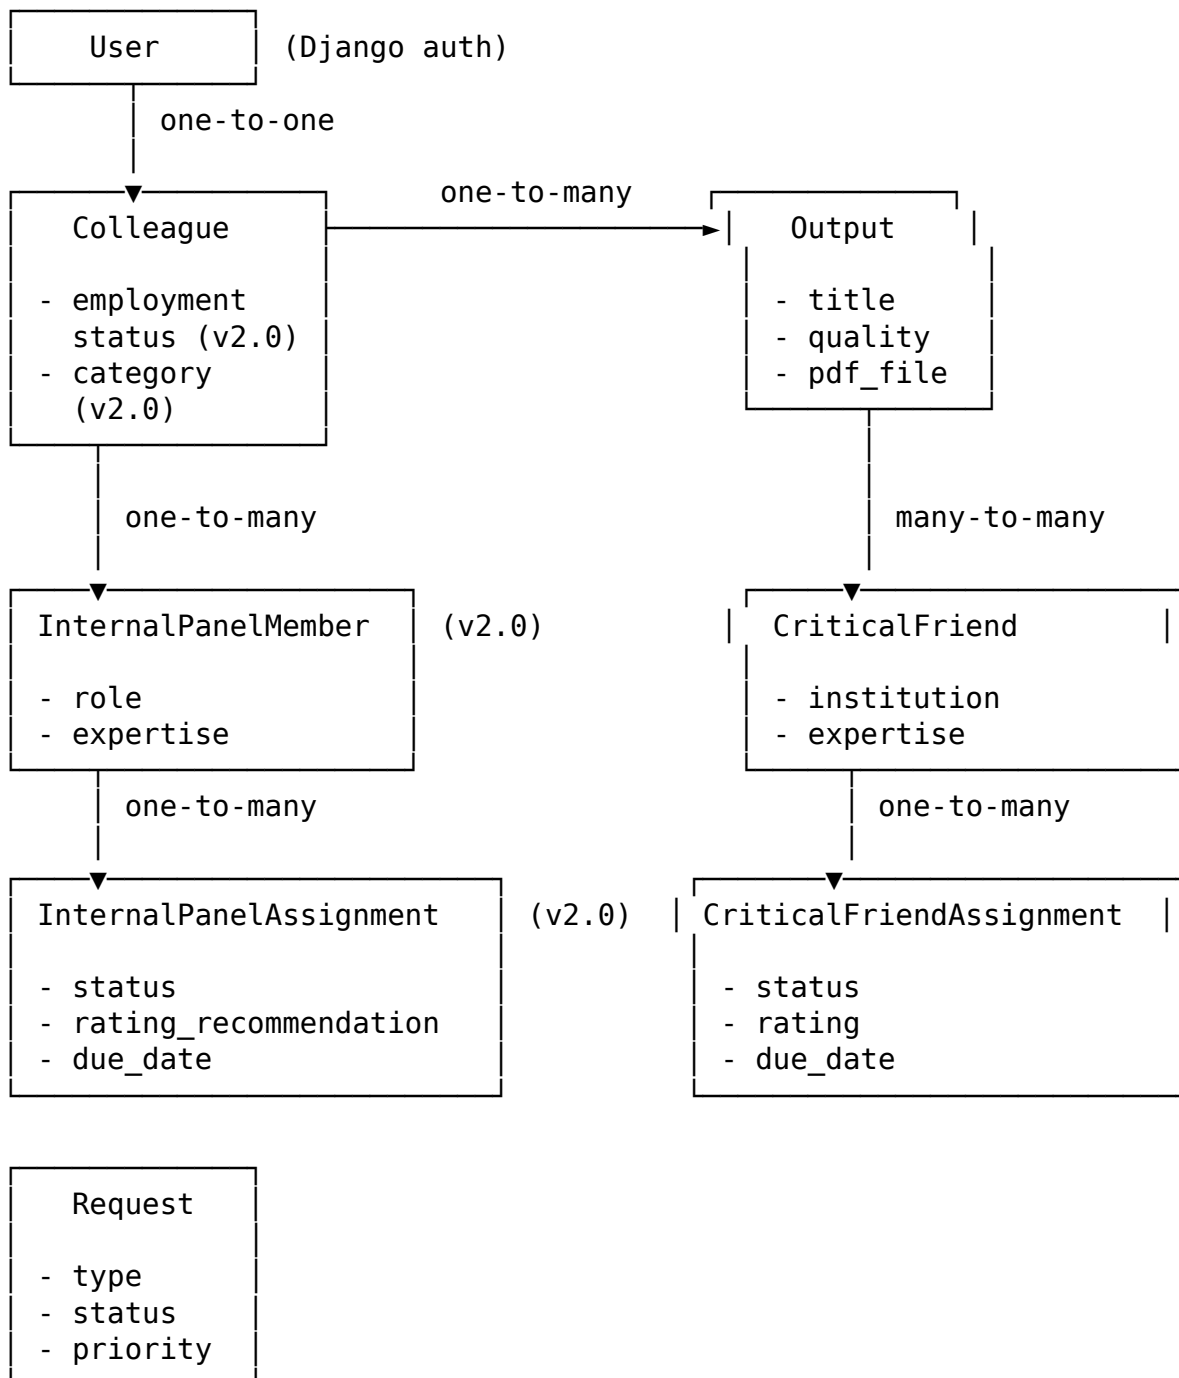 User (Django auth)
one-to-one
one-to-many
Colleague Output
- employment - title
status (v2.0) - quality
- category - pdf_file
(v2.0)
one-to-many many-to-many
InternalPanelMember (v2.0) CriticalFriend
- role - institution
- expertise - expertise
one-to-many one-to-many
InternalPanelAssignment (v2.0) CriticalFriendAssignment
- status - status
- rating_recommendation - rating
- due_date - due_date
Request
- type
- status
- priority